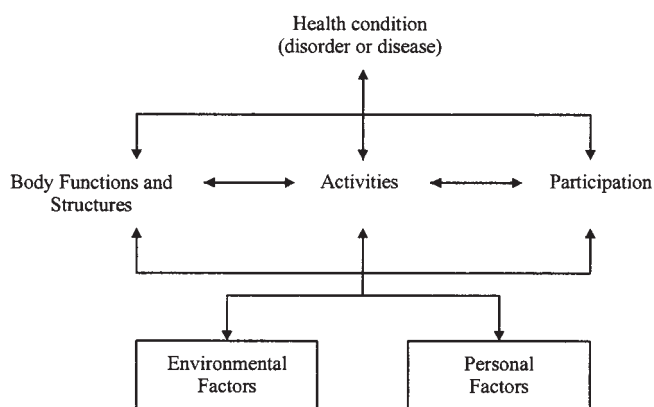 Health condition
(disorder or disease)
Body Functions and
Structures
Activities
Participation
Environmental
Factors
Personal
Factors